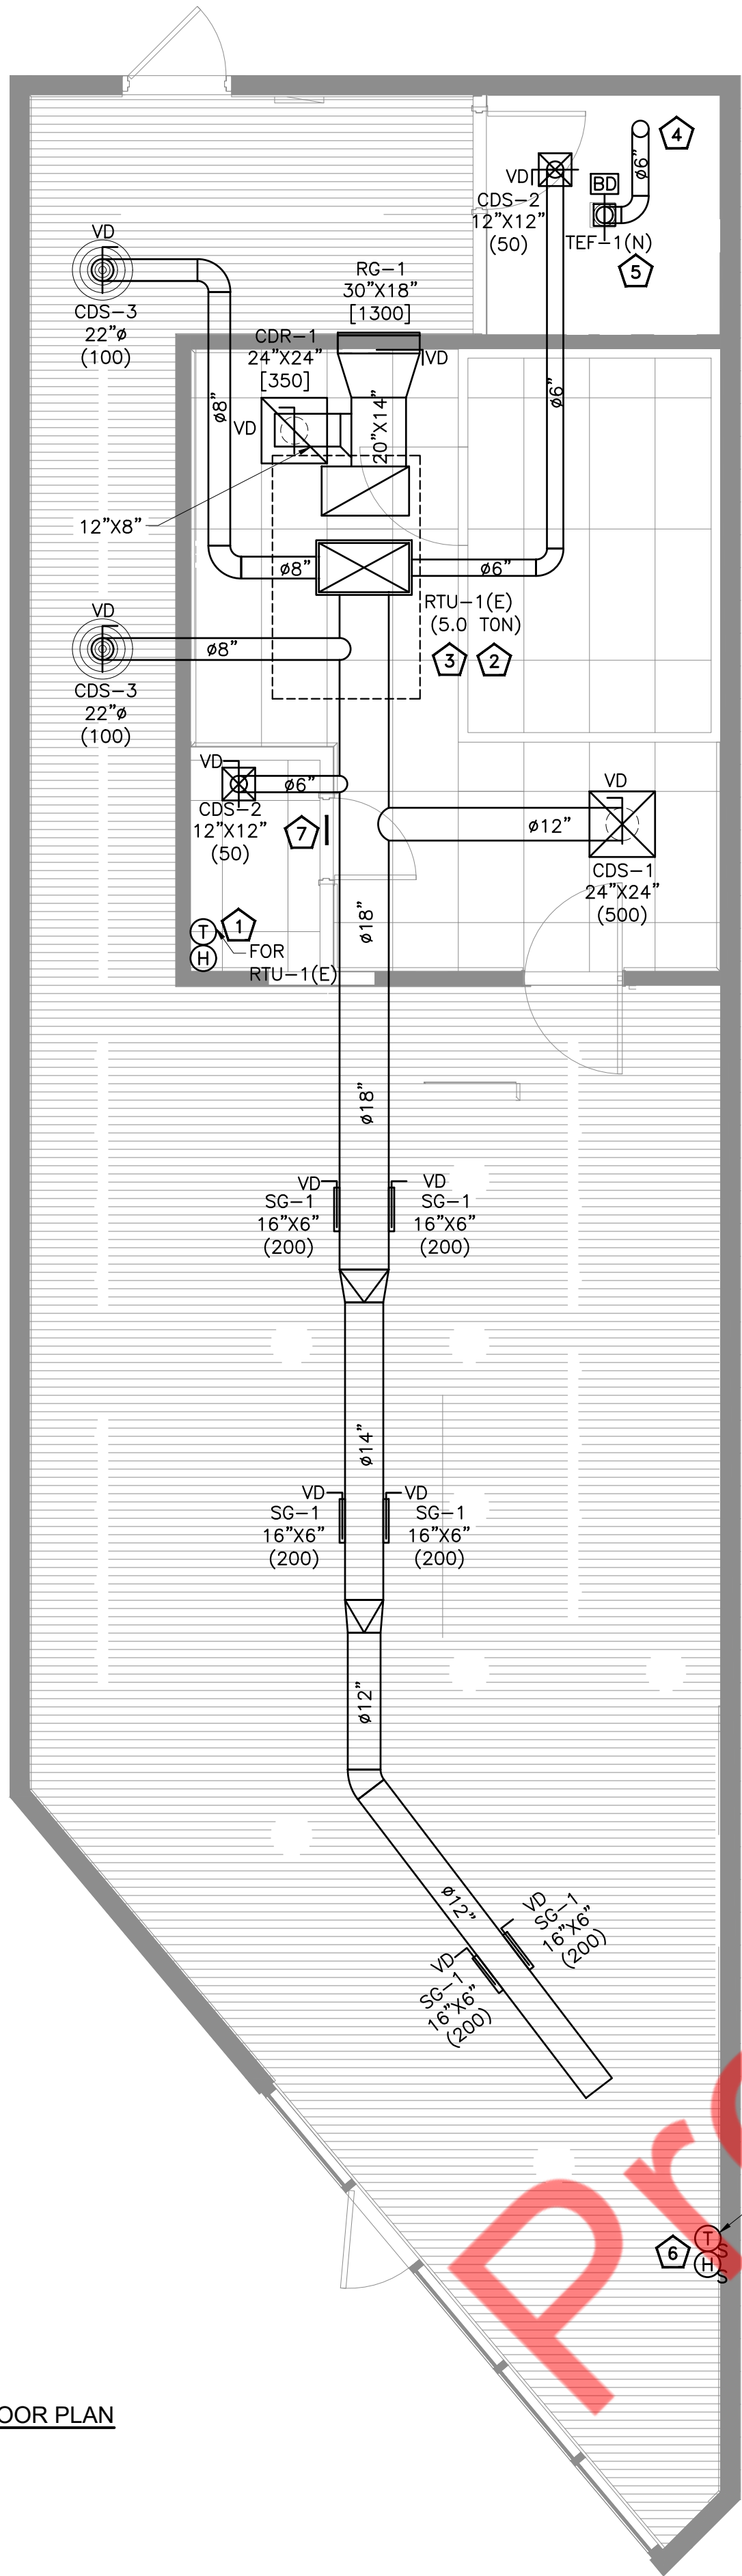 4
ø6"
VD
BD
CDS-2
12"X12"
(50)
TEF-1(N)
5
VD
CDS-3
22"ø
(100)
RG-1
30"X18"
[1300]
CDR-1
24"X24"
[350]
VD
VD
20"X14"
ø8"
ø6"
12"X8"
ø8"
ø6"
RTU-1(E)
(5.0 TON)
3
2
VD
ø8"
CDS-3
22"ø
(100)
VD
ø6"
CDS-2
12"X12"
(50)
7
VD
ø12"
CDS-1
24"X24"
(500)
T
1
H
FOR
RTU-1(E)
ø18"
ø18"
VD
SG-1
16"X6"
(200)
VD
SG-1
16"X6"
(200)
ø14"
VD
SG-1
16"X6"
(200)
VD
SG-1
16"X6"
(200)
ø12"
ø12"
VD
SG-1
16"X6"
(200)
VD
SG-1
16"X6"
(200)
6
T
S
H
S
Pr
OOR PLAN